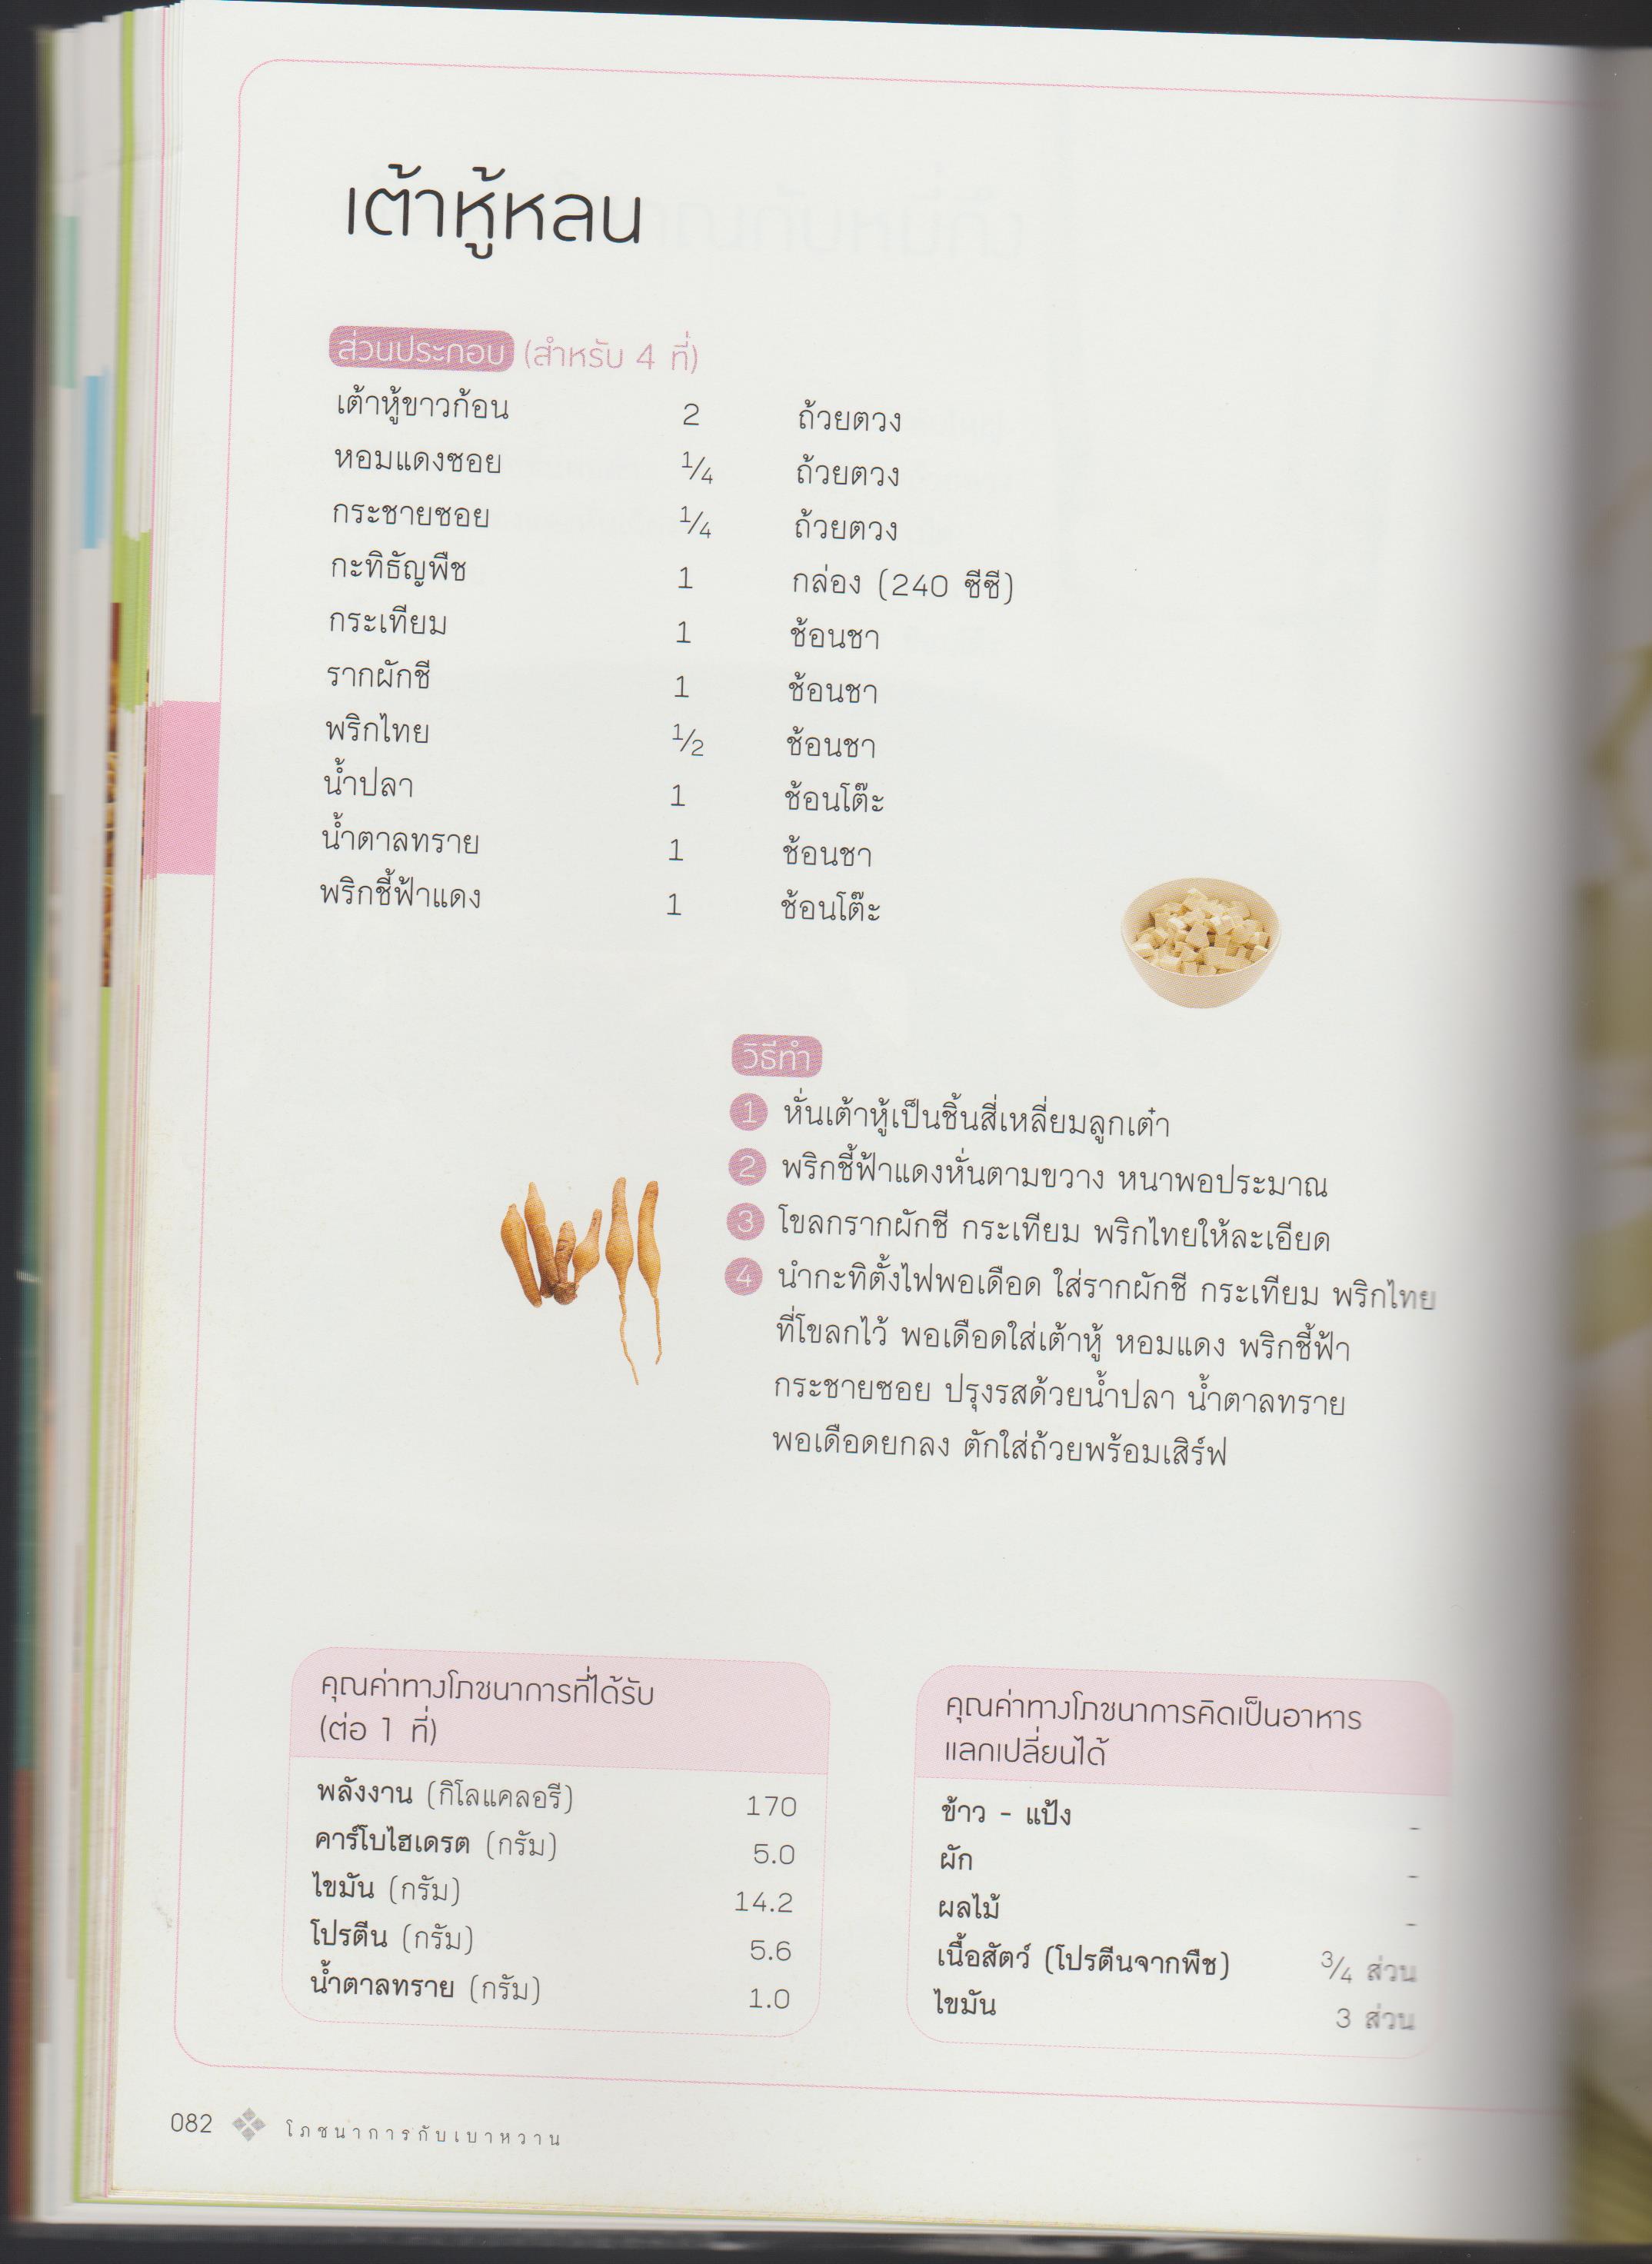 เต้าหู้หลน
ส่วนประกอบ (สำหรับ 4 ที่)
เต้าหู้ขาวก้อน 2 ถ้วยตวง
หอมแดงซอย 1/4 ถ้วยตวง
กระชายซอย 1/4 ถ้วยตวง
กะทิธัญพืช 1 กล่อง (240 ซีซี)
กระเทียม 1 ช้อนชา
รากผักชี 1 ช้อนชา
พริกไทย 1/2 ช้อนชา
น้ำปลา 1 ช้อนโต๊ะ
น้ำตาลทราย 1 ช้อนชา
พริกชี้ฟ้าแดง 1 ช้อนโต๊ะ
วิธีทำ
1 หั่นเต้าหู้เป็นชิ้นสี่เหลี่ยมลูกเต๋า
2 พริกชี้ฟ้าแดงหั่นตามขวาง หนาพอประมาณ
3 โขลกรากผักชี กระเทียม พริกไทยให้ละเอียด
4 นำกะทิตั้งไฟพอเดือด ใส่รากผักชี กระเทียม พริกไทย
ที่โขลกไว้ พอเดือดใส่เต้าหู้ หอมแดง พริกชี้ฟ้า
กระชายซอย ปรุงรสด้วยน้ำปลา น้ำตาลทราย
พอเดือดยกลง ตักใส่ถ้วยพร้อมเสิร์ฟ
คุณค่าทางโภชนาการที่ได้รับ
(ต่อ 1 ที่)
พลังงาน (กิโลแคลอรี) 170
คาร์โบไฮเดรต (กรัม) 5.0
ไขมัน (กรัม) 14.2
โปรตีน (กรัม) 5.6
น้ำตาลทราย (กรัม) 1.0
คุณค่าทางโภชนาการคิดเป็นอาหาร
แลกเปลี่ยนได้
ข้าว - แป้ง -
ผัก -
ผลไม้ -
เนื้อสัตว์ (โปรตีนจากพืช) 3/4 ส่วน
ไขมัน 3 ส่วน
082 โภชนาการกับเบาหวาน